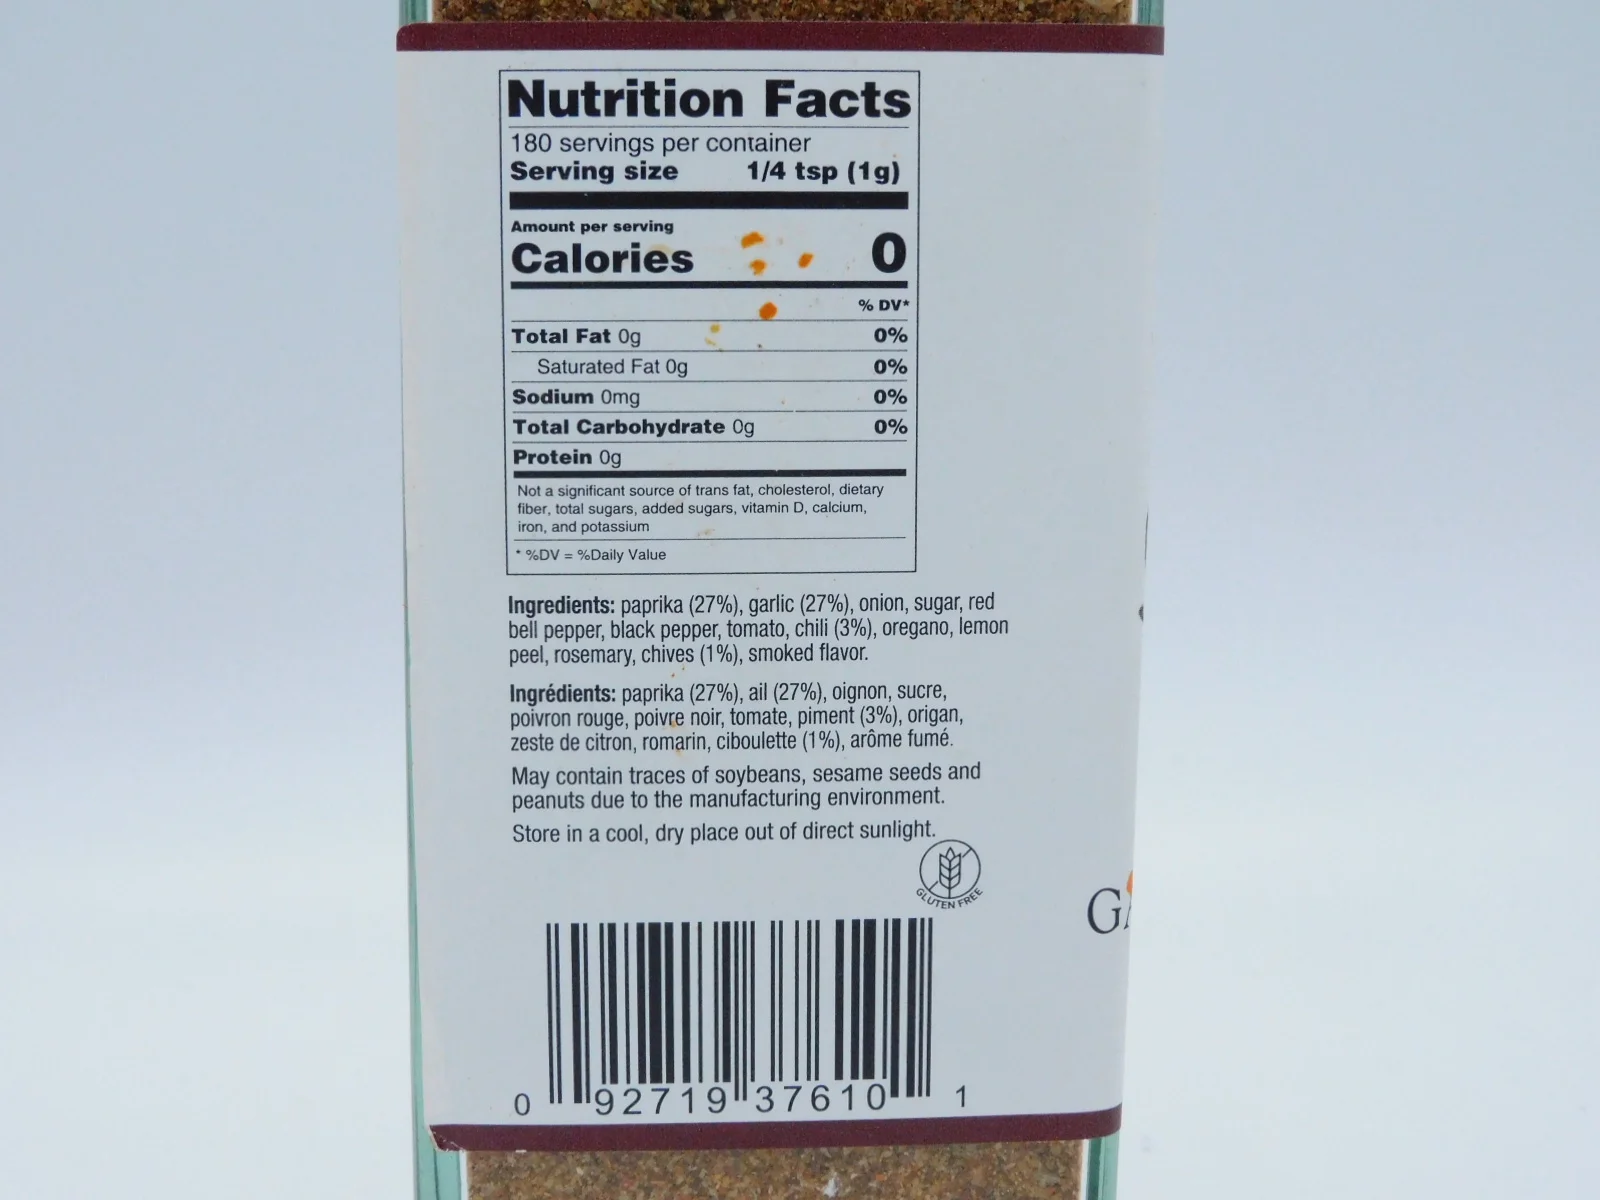 Nutrition Facts
180 servings per container
Serving size 1/4 tsp (1g)
Amount per serving
Calories 0
% DV*
Total Fat 0g 0%
Saturated Fat 0g 0%
Sodium 0mg 0%
Total Carbohydrate 0g 0%
Protein 0g
Not a significant source of trans fat, cholesterol, dietary
fiber, total sugars, added sugars, vitamin D, calcium,
iron, and potassium
* %DV = %Daily Value
Ingredients: paprika (27%), garlic (27%), onion, sugar, red
bell pepper, black pepper, tomato, chili (3%), oregano, lemon
peel, rosemary, chives (1%), smoked flavor.
Ingrédients: paprika (27%), ail (27%), oignon, sucre,
poivron rouge, poivre noir, tomate, piment (3%), origan,
zeste de citron, romarin, ciboulette (1%), arôme fumé.
May contain traces of soybeans, sesame seeds and
peanuts due to the manufacturing environment.
Store in a cool, dry place out of direct sunlight.
GLUTEN FREE
0 92719 37610 1